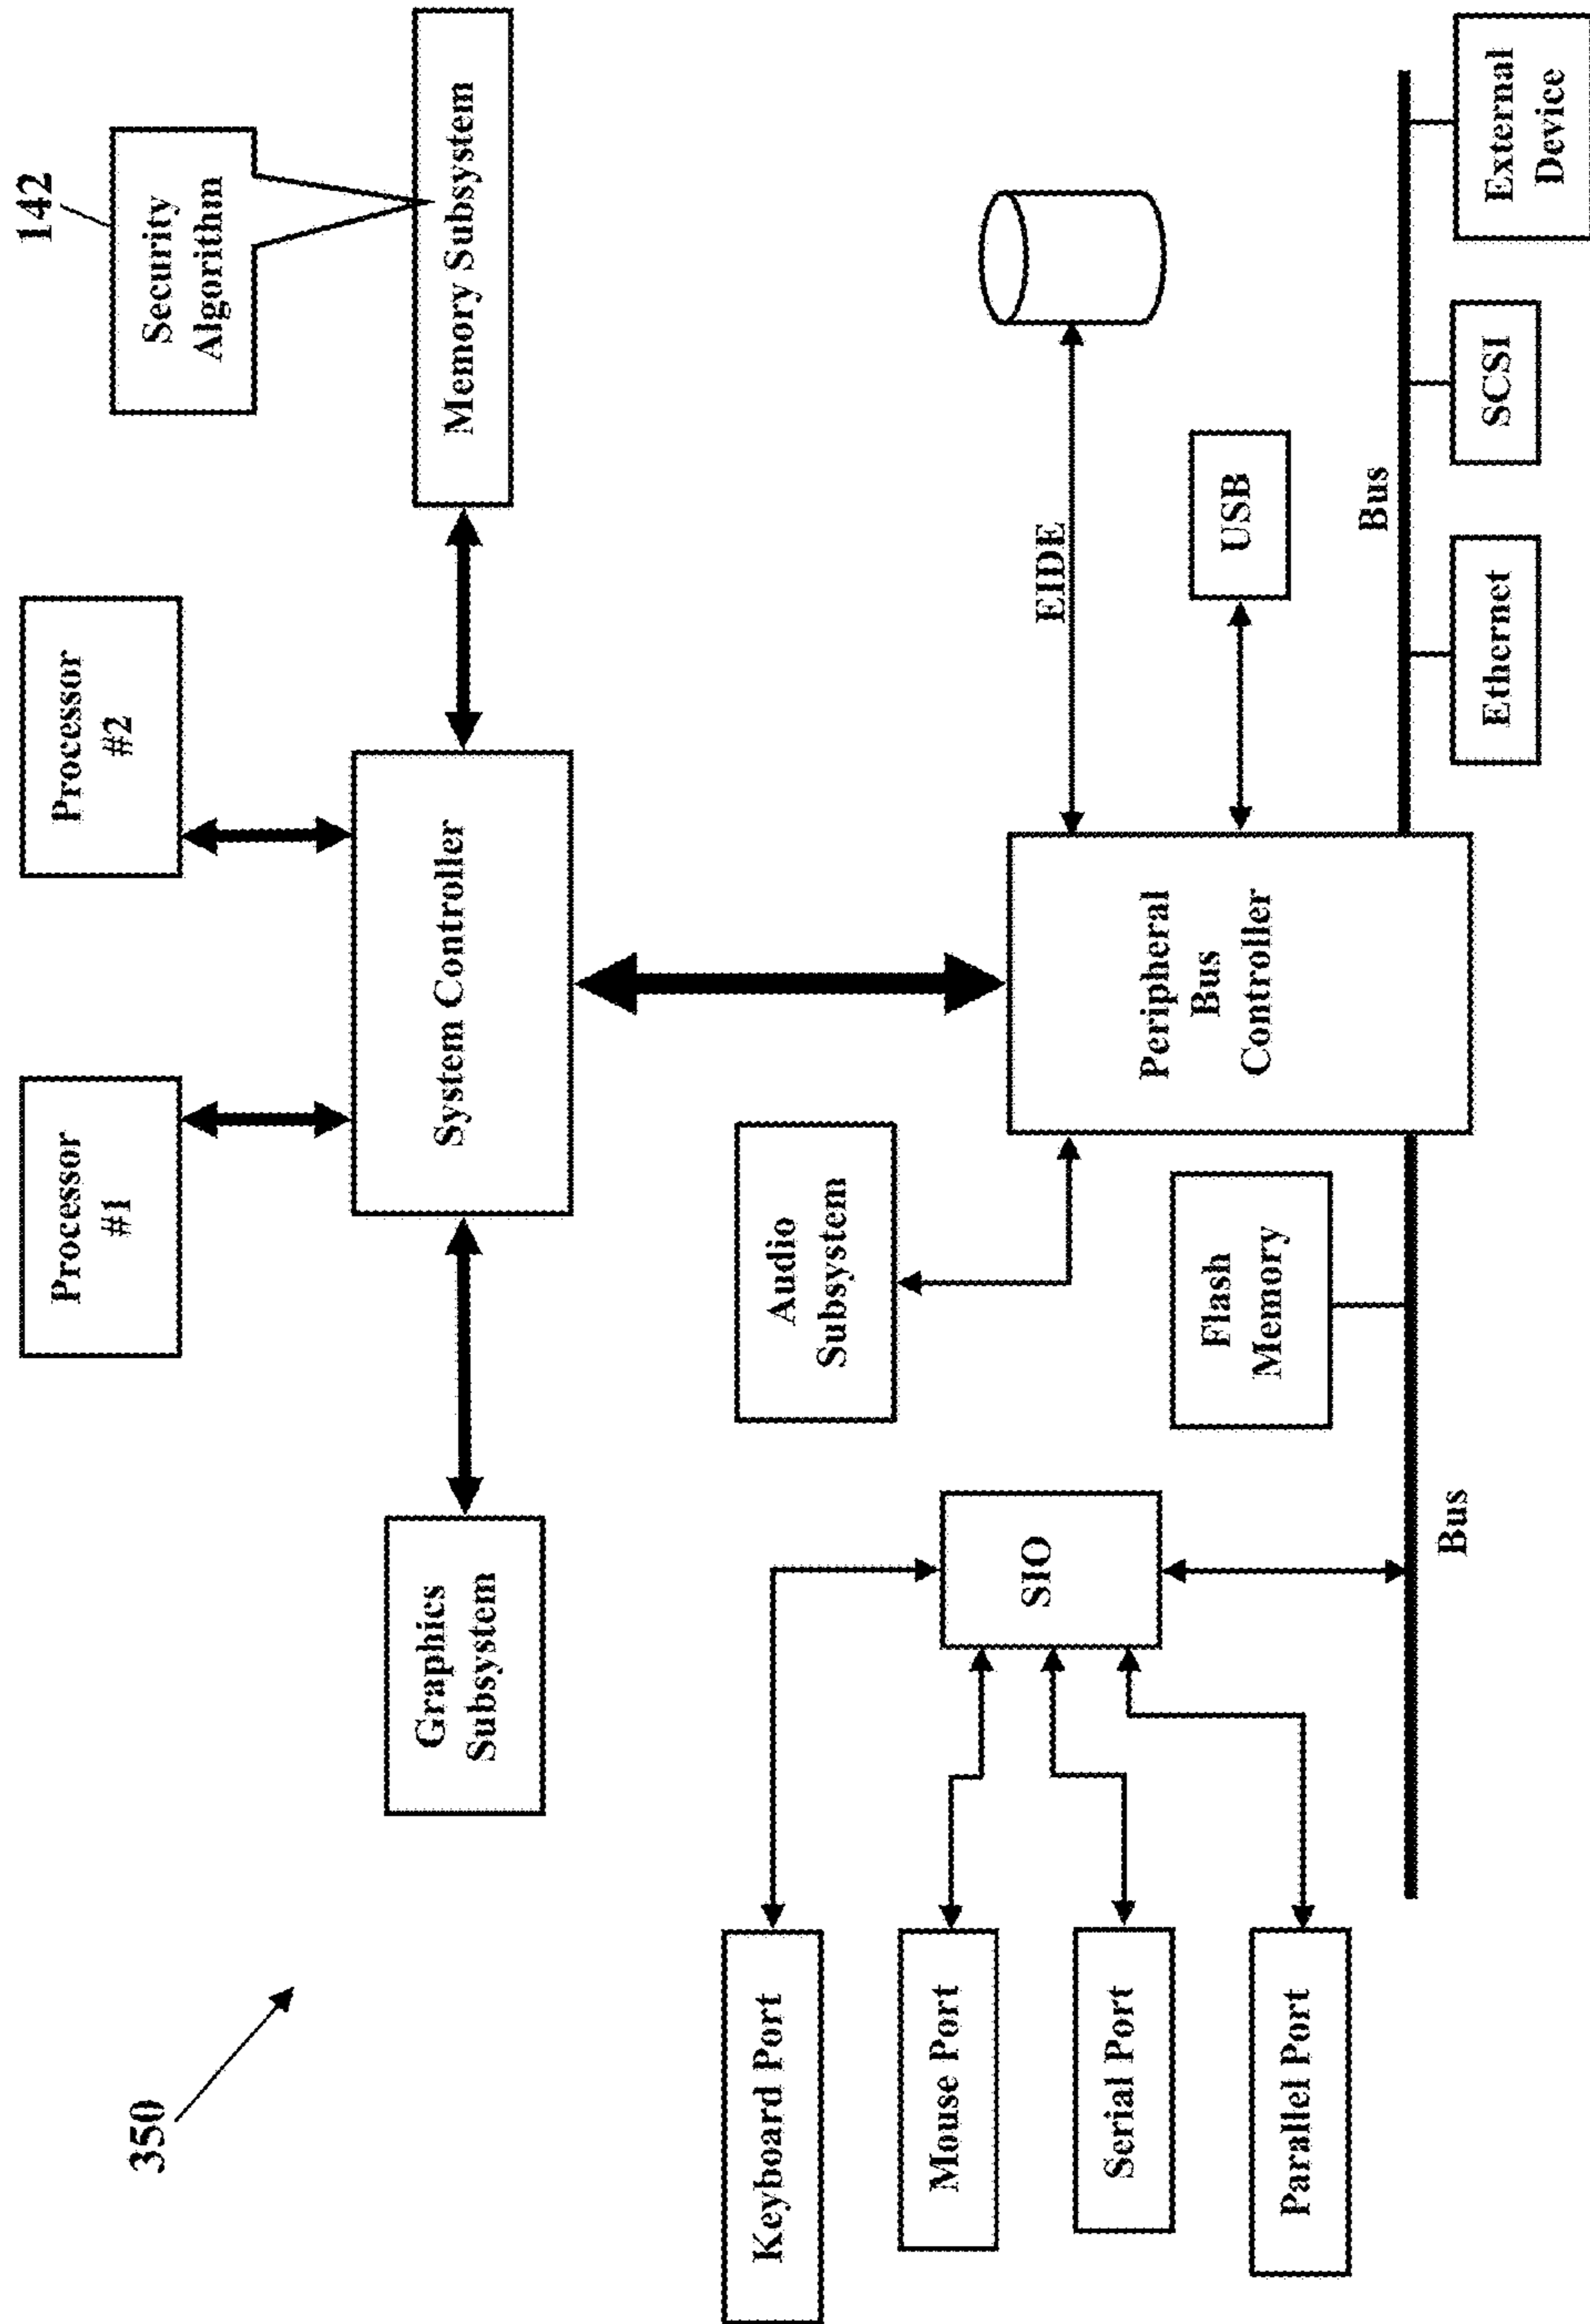 350
142
Processor
#1
Processor
#2
Security
Algorithm
Graphics
Subsystem
System Controller
Memory Subsystem
Keyboard Port
Mouse Port
Serial Port
Parallel Port
SIO
Audio
Subsystem
Flash
Memory
Peripheral
Bus
Controller
EIDE
USB
Bus
Bus
Ethernet
SCSI
External
Device